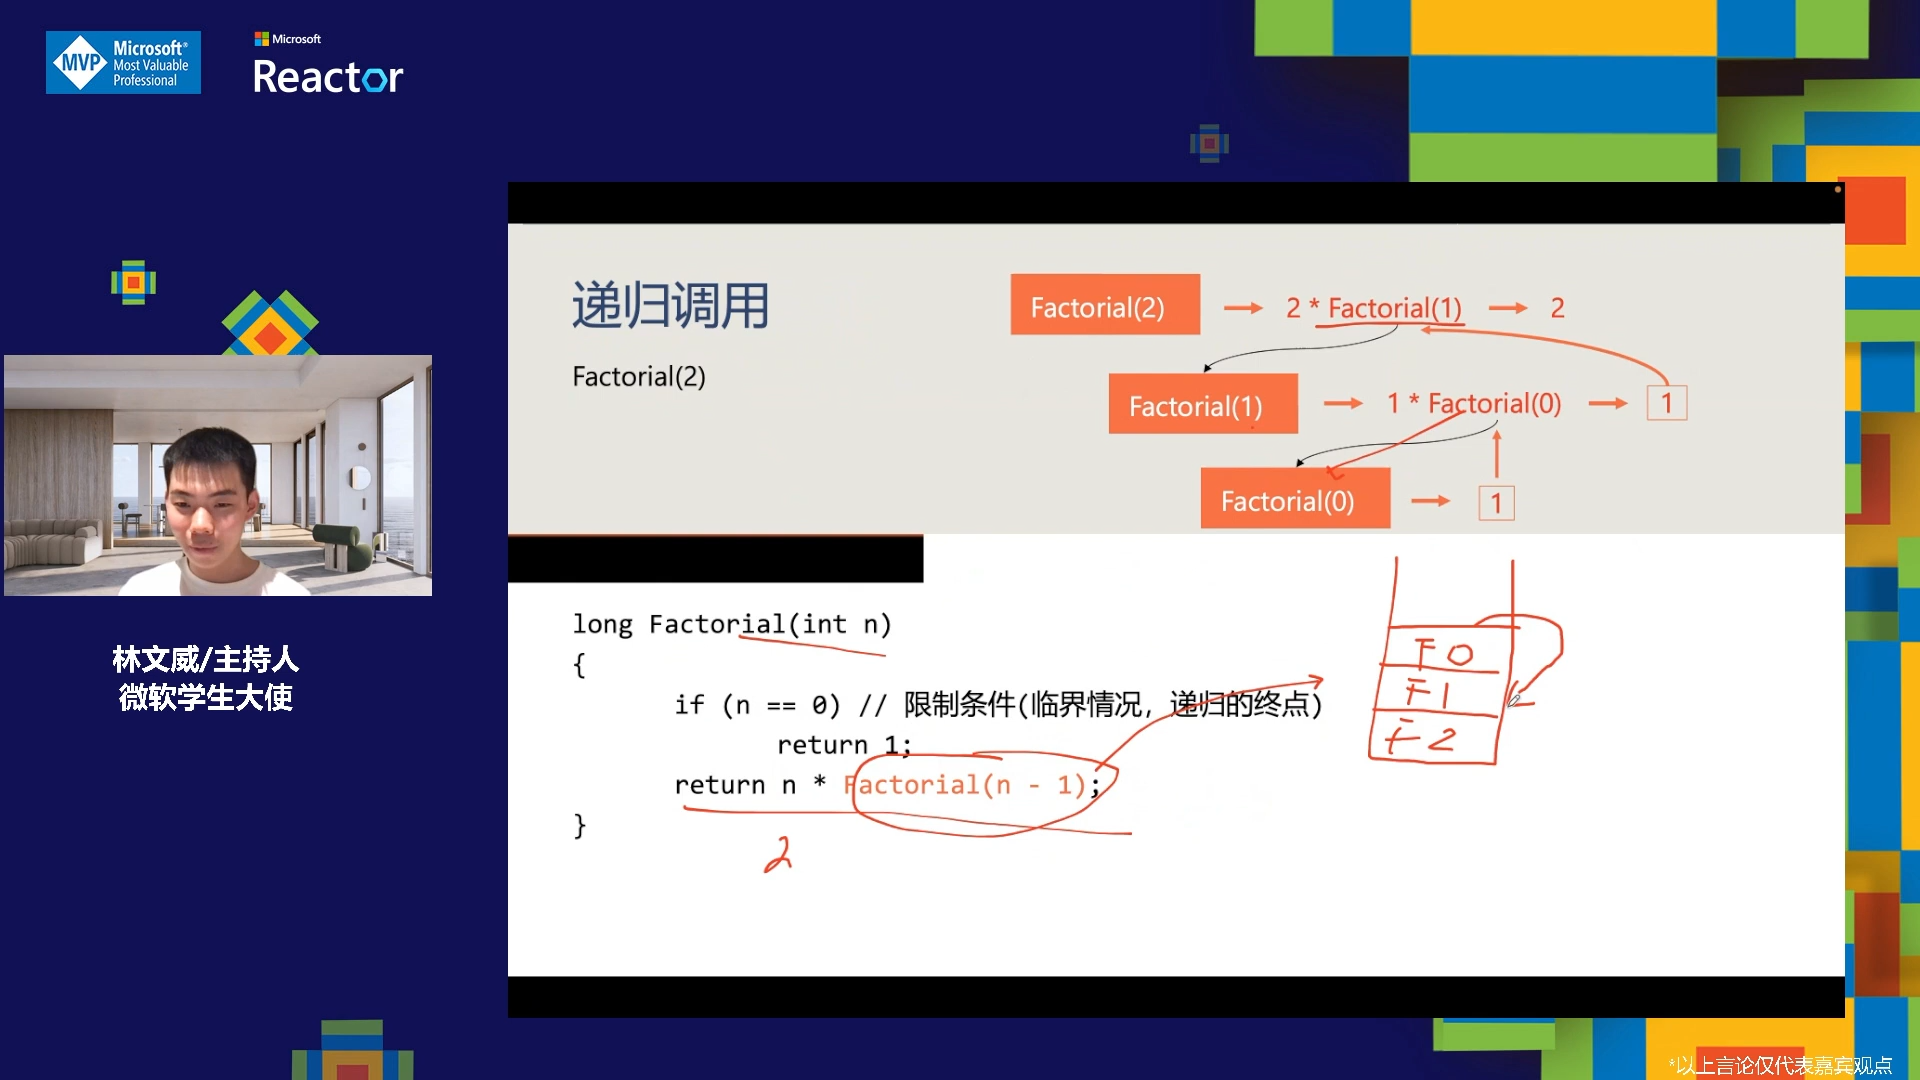 MVP
Microsoft®
Most Valuable
Professional
Microsoft
Reactor
林文威/主持人
微软学生大使
递归调用
Factorial(2)
Factorial(2) → 2 * Factorial(1) → 2
Factorial(1) → 1 * Factorial(0) → 1
Factorial(0) → 1
long Factorial(int n)
{
if (n == 0) // 限制条件(临界情况，递归的终点)
return 1;
return n * Factorial(n - 1);
}
2
F 0
F 1
F 2
*以上言论仅代表嘉宾观点